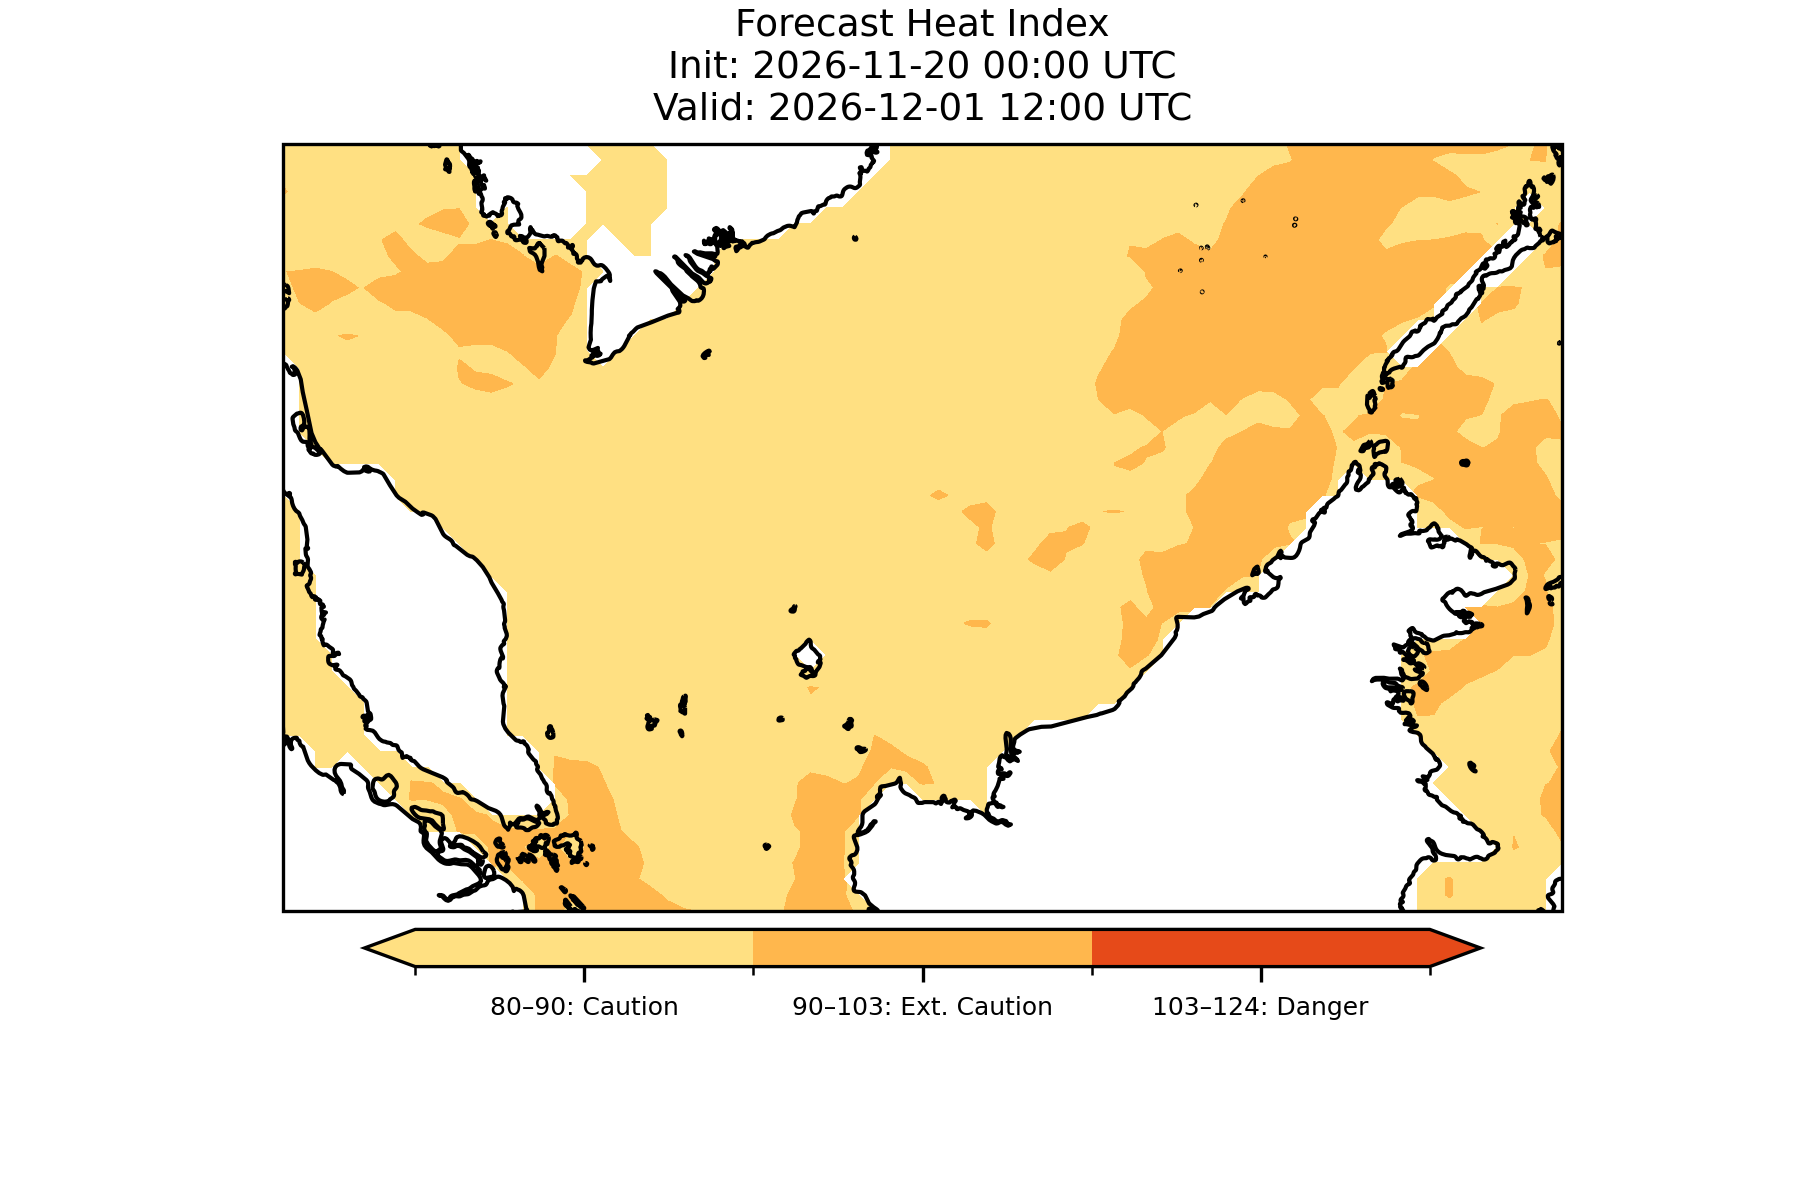 Forecast Heat Index
Init: 2026-11-20 00:00 UTC
Valid: 2026-12-01 12:00 UTC
80–90: Caution
90–103: Ext. Caution
103–124: Danger